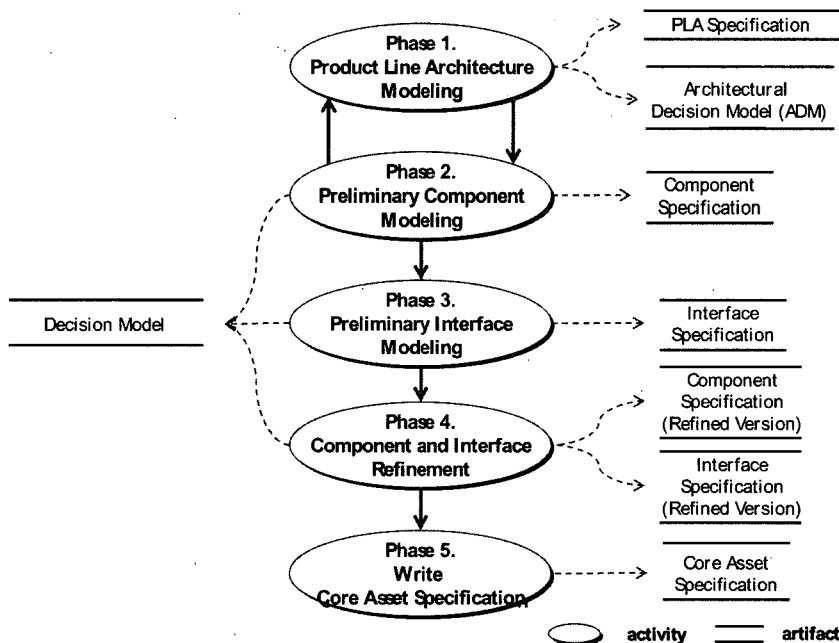 Phase 1.
Product Line Architecture
Modeling
PLA Specification
Architectural
Decision Model (ADM)
Phase 2.
Preliminary Component
Modeling
Component
Specification
Decision Model
Phase 3.
Preliminary Interface
Modeling
Interface
Specification
Phase 4.
Component and Interface
Refinement
Component
Specification
(Refined Version)
Interface
Specification
(Refined Version)
Phase 5.
Write
Core Asset Specification
Core Asset
Specification
activity
artifact